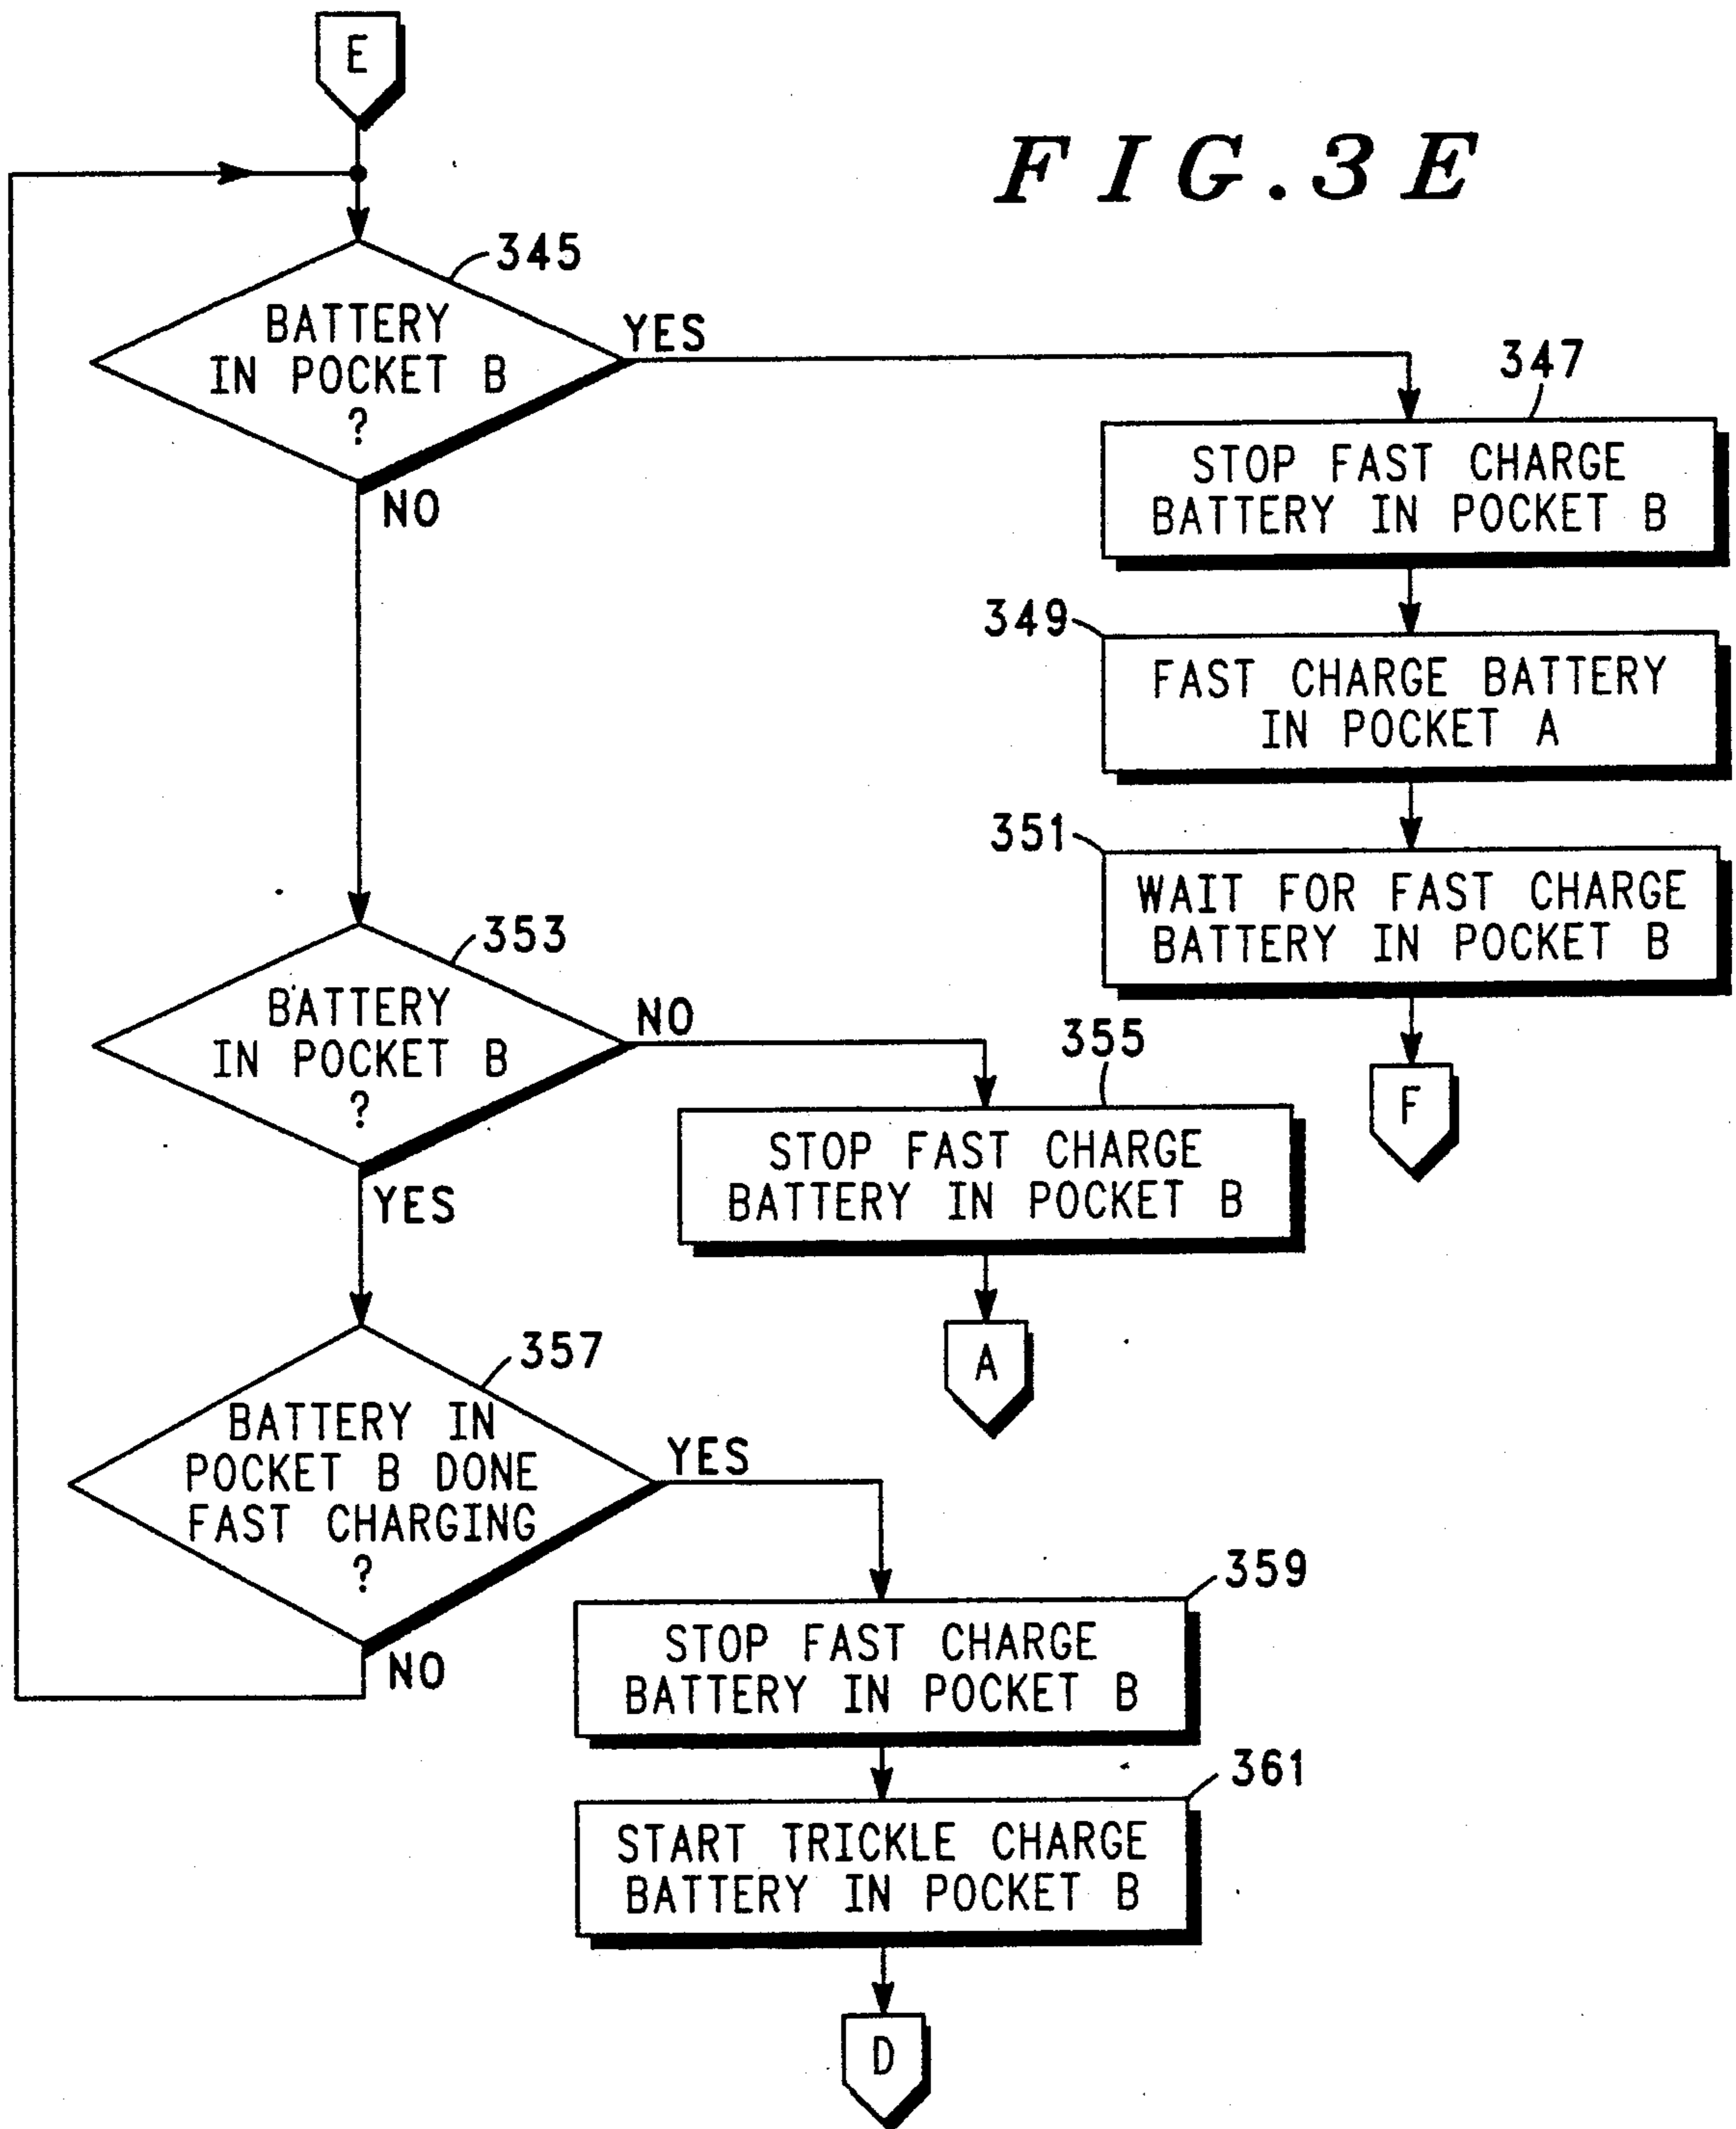 E
FIG.3E
345
BATTERY
IN POCKET B
?
YES
NO
347
STOP FAST CHARGE
BATTERY IN POCKET B
349
FAST CHARGE BATTERY
IN POCKET A
351
WAIT FOR FAST CHARGE
BATTERY IN POCKET B
F
353
BATTERY
IN POCKET B
?
NO
YES
355
STOP FAST CHARGE
BATTERY IN POCKET B
A
357
BATTERY IN
POCKET B DONE
FAST CHARGING
?
YES
NO
359
STOP FAST CHARGE
BATTERY IN POCKET B
361
START TRICKLE CHARGE
BATTERY IN POCKET B
D